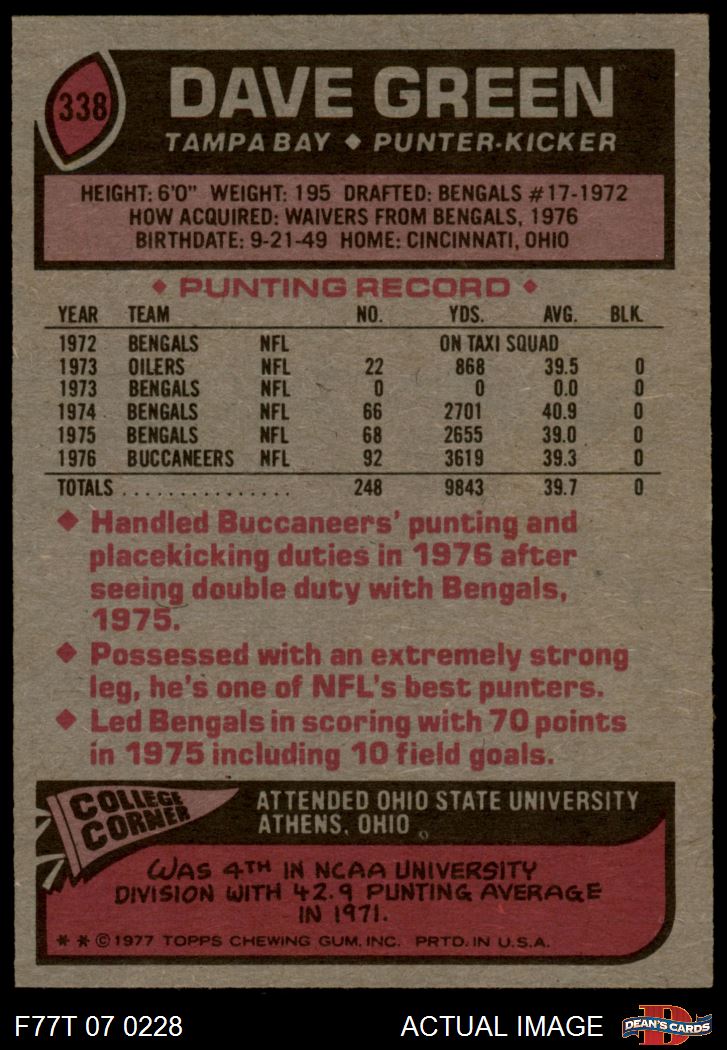 338
DAVE GREEN
TAMPA BAY ◆ PUNTER-KICKER
HEIGHT: 6'0" WEIGHT: 195 DRAFTED: BENGALS #17-1972
HOW ACQUIRED: WAIVERS FROM BENGALS, 1976
BIRTHDATE: 9-21-49 HOME: CINCINNATI, OHIO
◆ PUNTING RECORD ◆
YEAR TEAM NO. YDS. AVG. BLK.
1972 BENGALS NFL ON TAXI SQUAD
1973 OILERS NFL 22 868 39.5 0
1973 BENGALS NFL 0 0 0.0 0
1974 BENGALS NFL 66 2701 40.9 0
1975 BENGALS NFL 68 2655 39.0 0
1976 BUCCANEERS NFL 92 3619 39.3 0
TOTALS ................ 248 9843 39.7 0
◆ Handled Buccaneers' punting and
placekicking duties in 1976 after
seeing double duty with Bengals,
1975.
◆ Possessed with an extremely strong
leg, he's one of NFL's best punters.
◆ Led Bengals in scoring with 70 points
in 1975 including 10 field goals.
COLLEGE
CORNER
ATTENDED OHIO STATE UNIVERSITY
ATHENS, OHIO
WAS 4TH IN NCAA UNIVERSITY
DIVISION WITH 42.9 PUNTING AVERAGE
IN 1971.
* * © 1977 TOPPS CHEWING GUM, INC. PRTD. IN U.S.A.
F77T 07 0228
ACTUAL IMAGE
D
DEAN'S CARDS